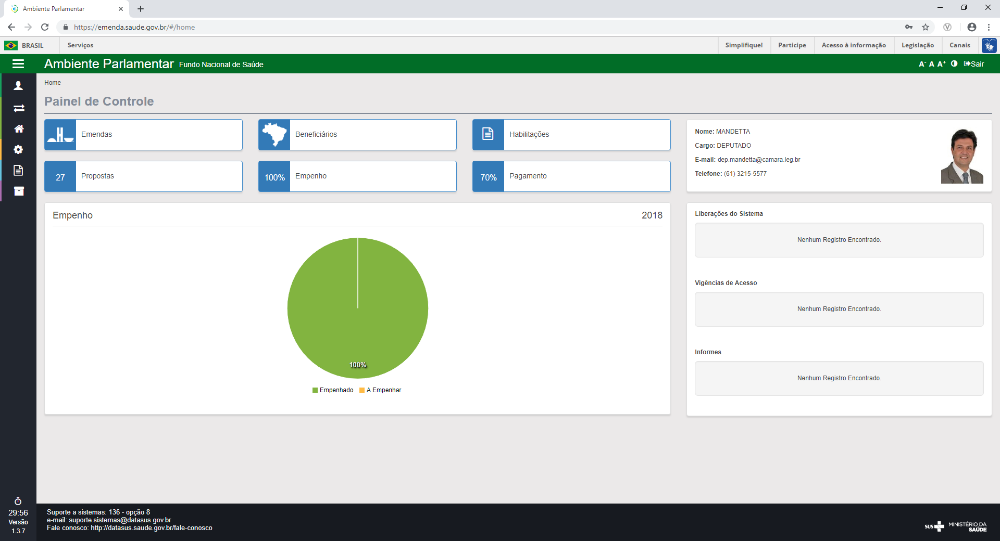 Ambiente Parlamentar
https://emenda.saude.gov.br/#/home
BRASIL
Serviços
Simplifique!
Participe
Acesso à informação
Legislação
Canais
Ambiente Parlamentar Fundo Nacional de Saúde
A- A A+ Sair
Home
Painel de Controle
Emendas
Beneficiários
Habilitações
27 Propostas
100% Empenho
70% Pagamento
Nome: MANDETTA
Cargo: DEPUTADO
E-mail: dep.mandetta@camara.leg.br
Telefone: (61) 3215-5577
Empenho 2018
100%
Empenhado A Empenhar
Liberações do Sistema
Nenhum Registro Encontrado.
Vigências de Acesso
Nenhum Registro Encontrado.
Informes
Nenhum Registro Encontrado.
29:56
Versão
1.3.7
Suporte a sistemas: 136 - opção 8
e-mail: suporte.sistemas@datasus.gov.br
Fale conosco: http://datasus.saude.gov.br/fale-conosco
SUS
MINISTÉRIO DA
SAÚDE